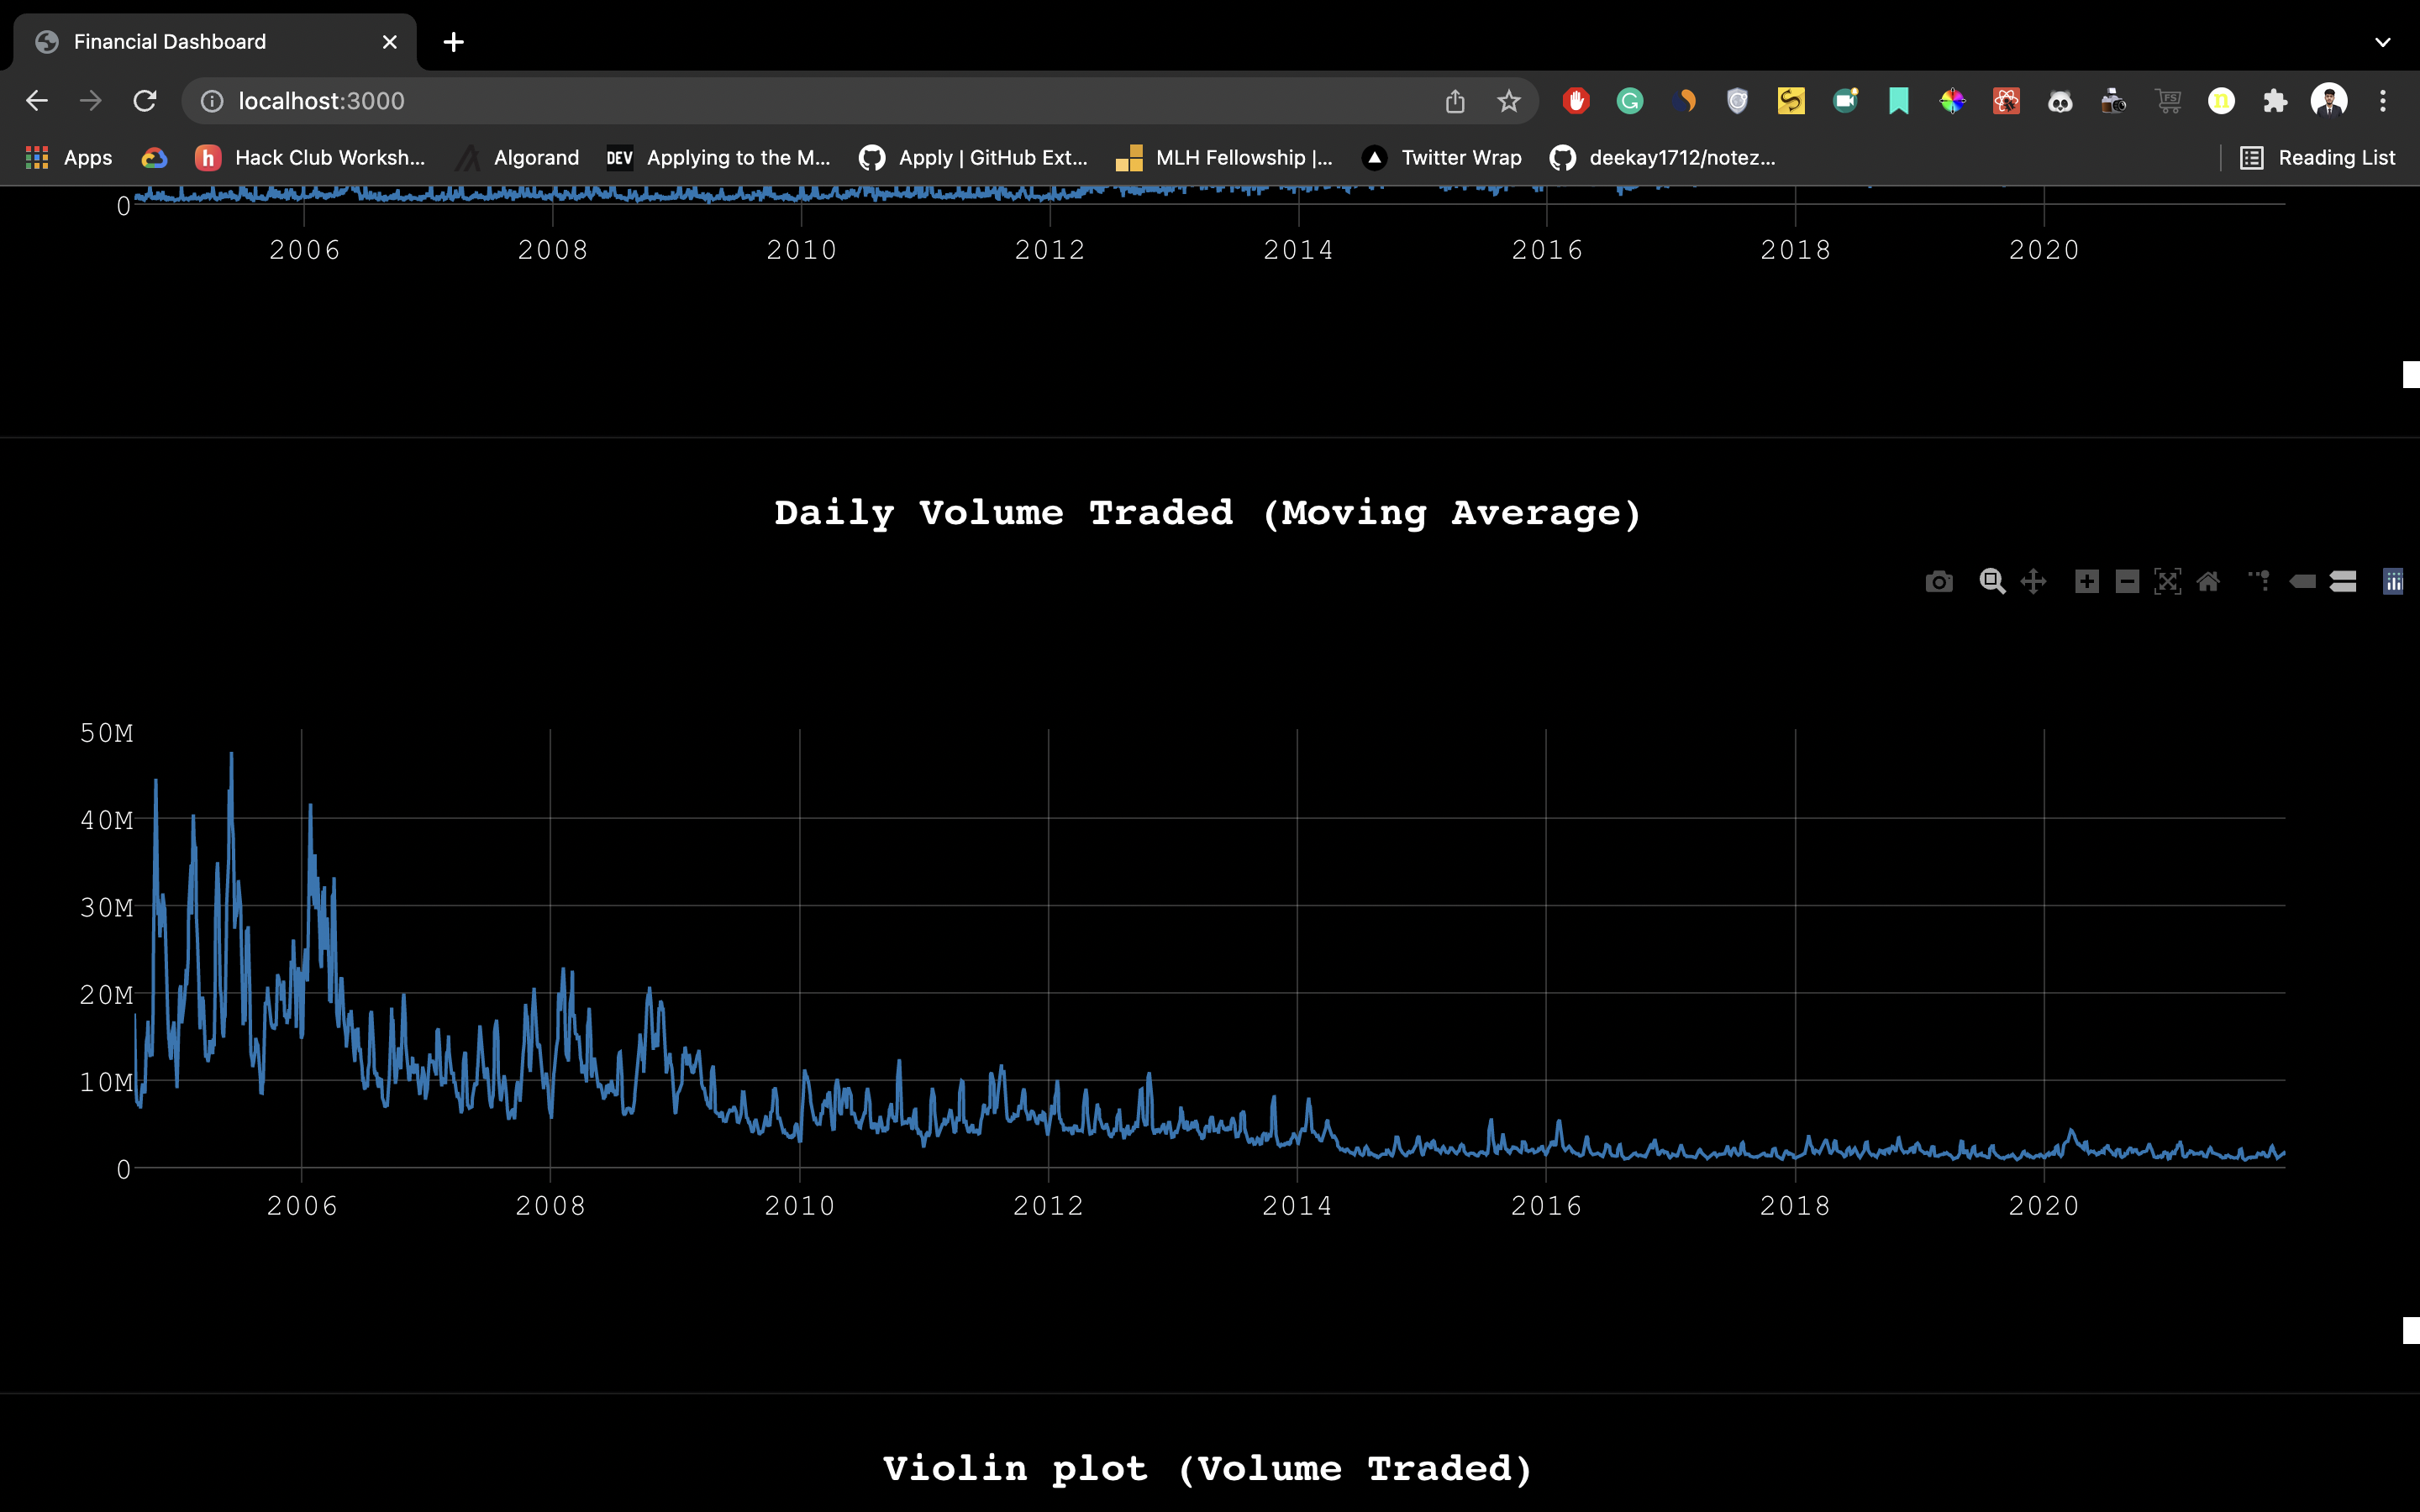 Financial Dashboard
localhost:3000
Apps
Hack Club Worksh...
Algorand
DEV Applying to the M...
Apply | GitHub Ext...
MLH Fellowship |...
Twitter Wrap
deekay1712/notez...
Reading List
0
2006 2008 2010 2012 2014 2016 2018 2020
Daily Volume Traded (Moving Average)
50M
40M
30M
20M
10M
0
2006 2008 2010 2012 2014 2016 2018 2020
Violin plot (Volume Traded)